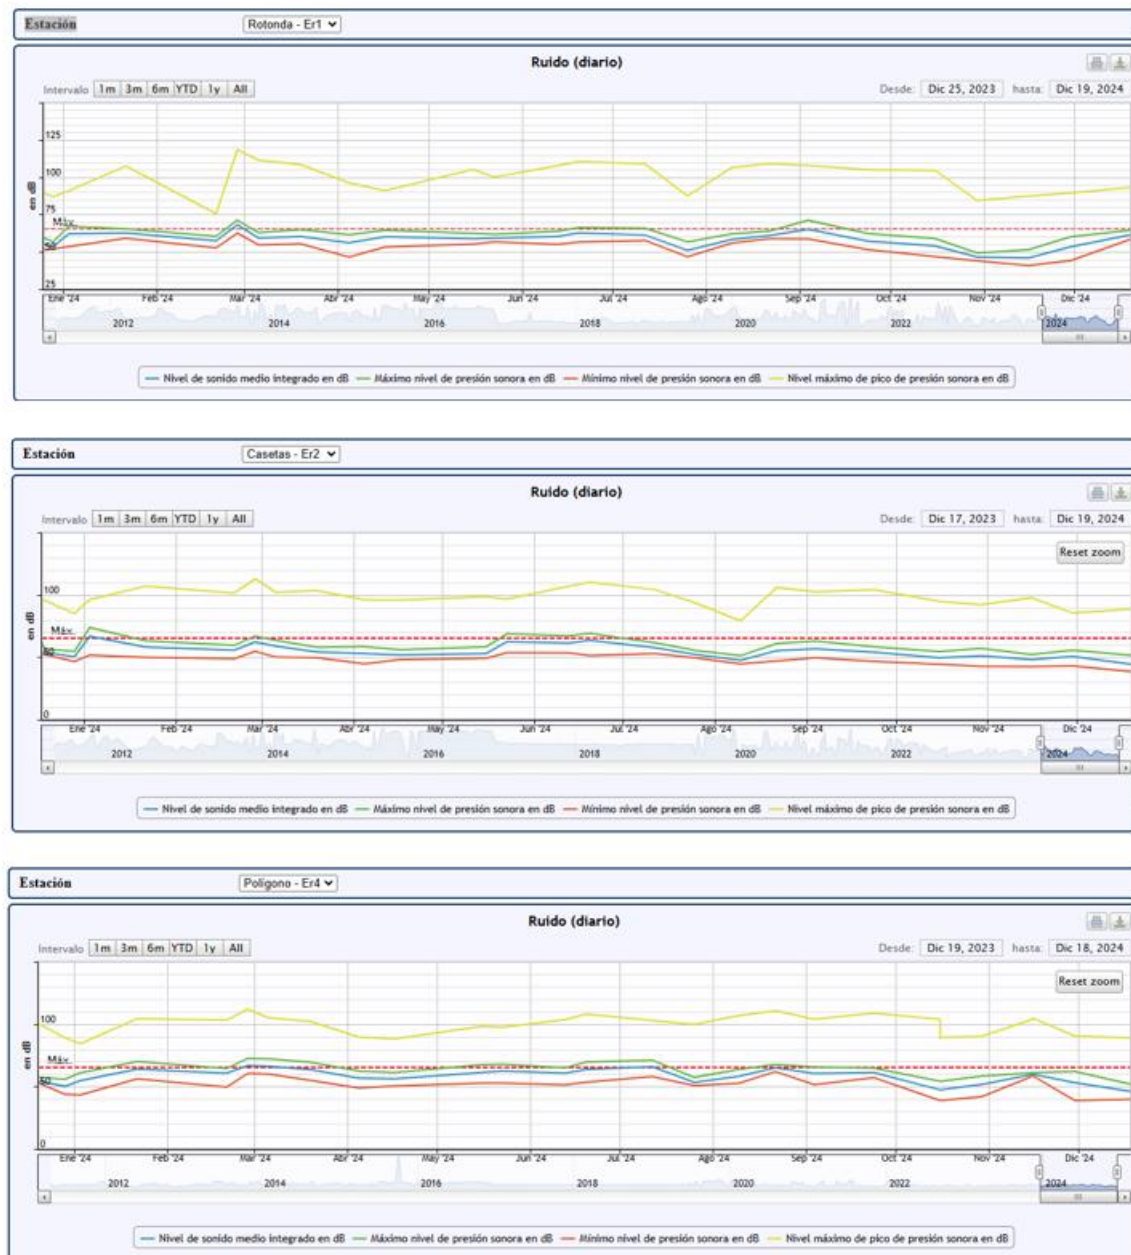 Estación Rotonda - Er1
Ruido (diario)
Intervalo 1m 3m 6m YTD 1y All Desde: Dic 25, 2023 hasta: Dic 19, 2024
en dB
125
100
75
Máx.
50
25
Ene '24 Feb '24 Mar '24 Abr '24 May '24 Jun '24 Jul '24 Ago '24 Sep '24 Oct '24 Nov '24 Dic '24
2012 2014 2016 2018 2020 2022 2024
Nivel de sonido medio integrado en dB Máximo nivel de presión sonora en dB Mínimo nivel de presión sonora en dB Nivel máximo de pico de presión sonora en dB
Estación Casetas - Er2
Ruido (diario)
Intervalo 1m 3m 6m YTD 1y All Desde: Dic 17, 2023 hasta: Dic 19, 2024
Reset zoom
en dB
100
Máx.
50
0
Ene '24 Feb '24 Mar '24 Abr '24 May '24 Jun '24 Jul '24 Ago '24 Sep '24 Oct '24 Nov '24 Dic '24
2012 2014 2016 2018 2020 2022 2024
Nivel de sonido medio integrado en dB Máximo nivel de presión sonora en dB Mínimo nivel de presión sonora en dB Nivel máximo de pico de presión sonora en dB
Estación Polígono - Er4
Ruido (diario)
Intervalo 1m 3m 6m YTD 1y All Desde: Dic 19, 2023 hasta: Dic 18, 2024
Reset zoom
en dB
100
Máx.
50
0
Ene '24 Feb '24 Mar '24 Abr '24 May '24 Jun '24 Jul '24 Ago '24 Sep '24 Oct '24 Nov '24 Dic '24
2012 2014 2016 2018 2020 2022 2024
Nivel de sonido medio integrado en dB Máximo nivel de presión sonora en dB Mínimo nivel de presión sonora en dB Nivel máximo de pico de presión sonora en dB